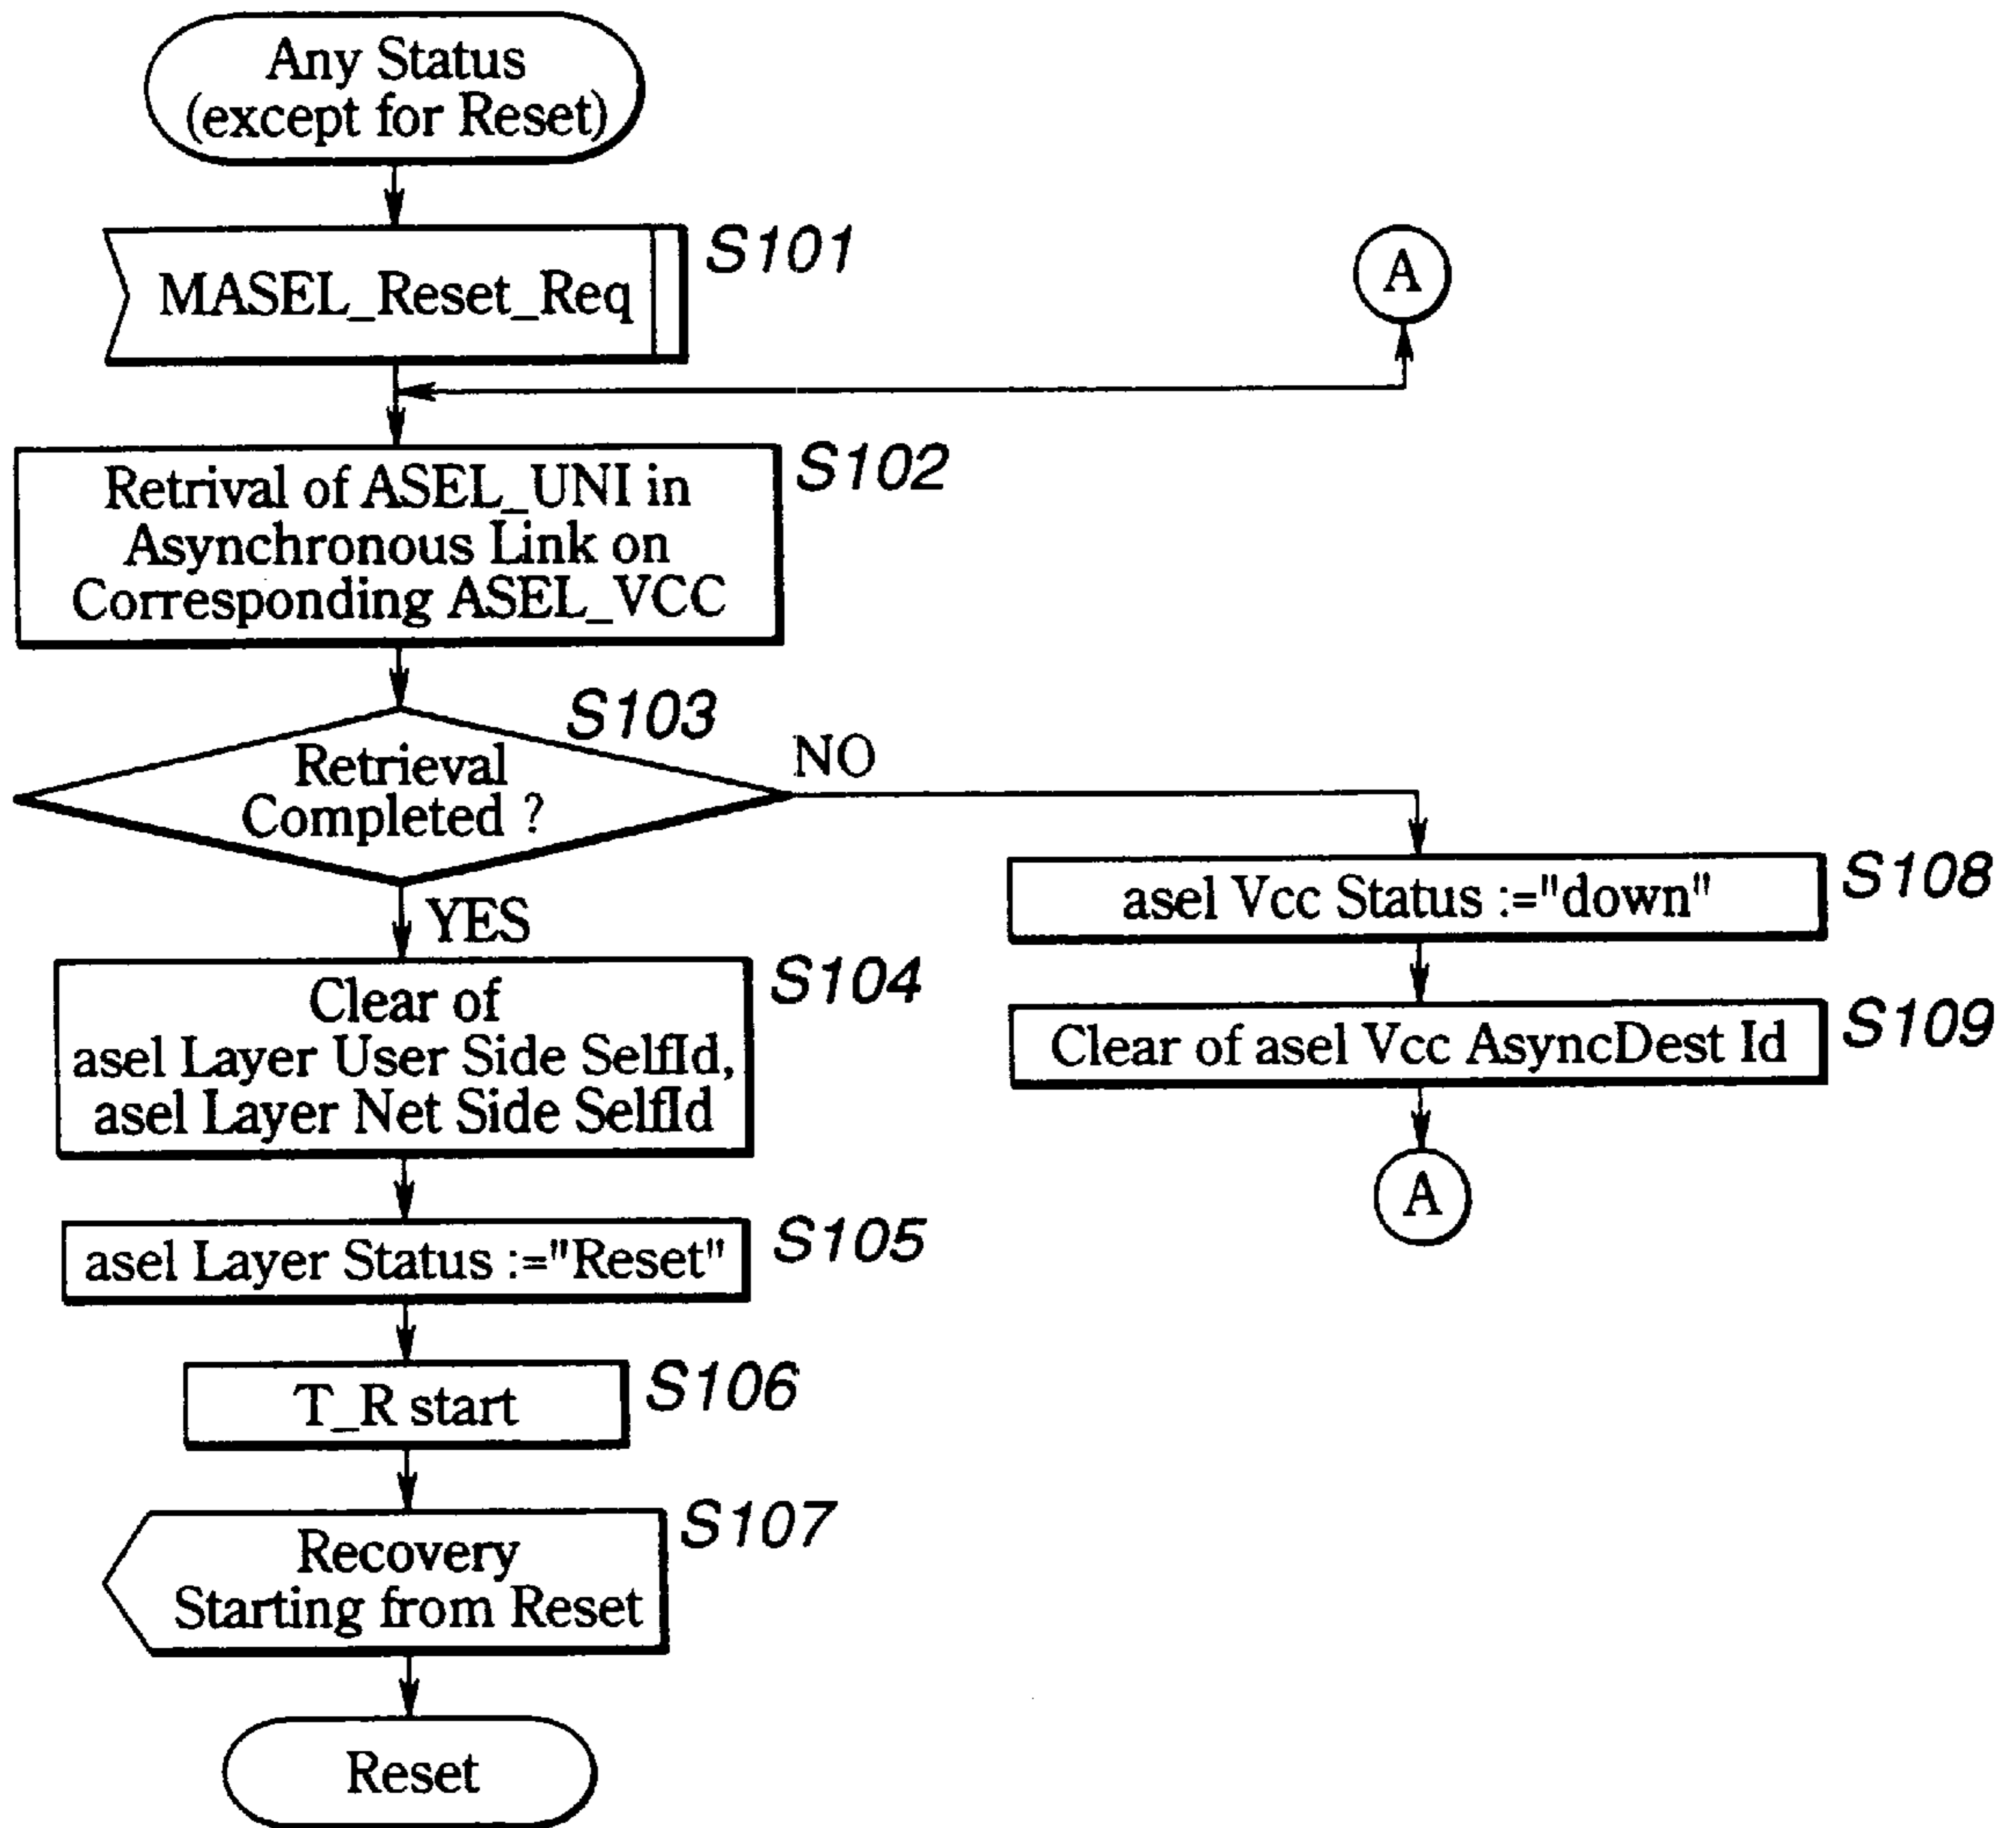 Any Status
(except for Reset)
S101
MASEL_Reset_Req
A
S102
Retrival of ASEL_UNI in
Asynchronous Link on
Corresponding ASEL_VCC
S103
Retrieval
Completed ?
NO
YES
S108
asel Vcc Status :="down"
S109
Clear of asel Vcc AsyncDest Id
A
S104
Clear of
asel Layer User Side SelfId,
asel Layer Net Side SelfId
S105
asel Layer Status :="Reset"
S106
T_R start
S107
Recovery
Starting from Reset
Reset